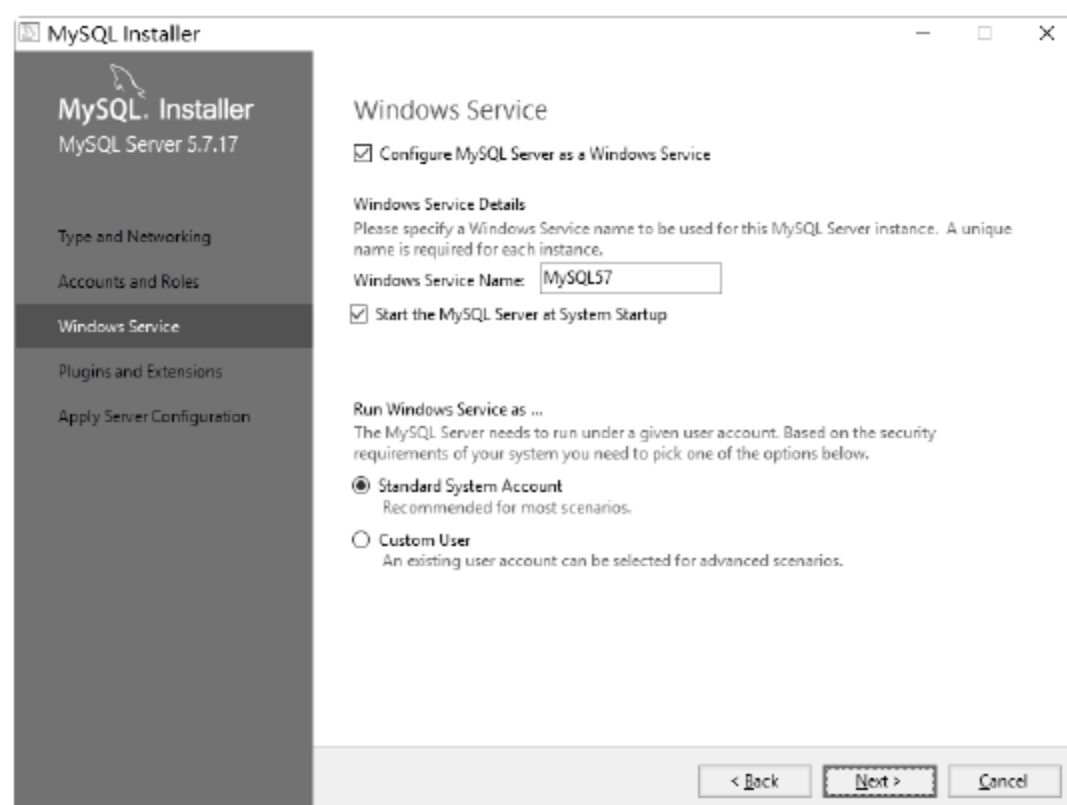 MySQL Installer
MySQL. Installer
MySQL Server 5.7.17
Type and Networking
Accounts and Roles
Windows Service
Plugins and Extensions
Apply Server Configuration
Windows Service
Configure MySQL Server as a Windows Service
Windows Service Details
Please specify a Windows Service name to be used for this MySQL Server instance. A unique
name is required for each instance.
Windows Service Name: MySQL57
Start the MySQL Server at System Startup
Run Windows Service as ...
The MySQL Server needs to run under a given user account. Based on the security
requirements of your system you need to pick one of the options below.
Standard System Account
Recommended for most scenarios.
Custom User
An existing user account can be selected for advanced scenarios.
< Back
Next >
Cancel